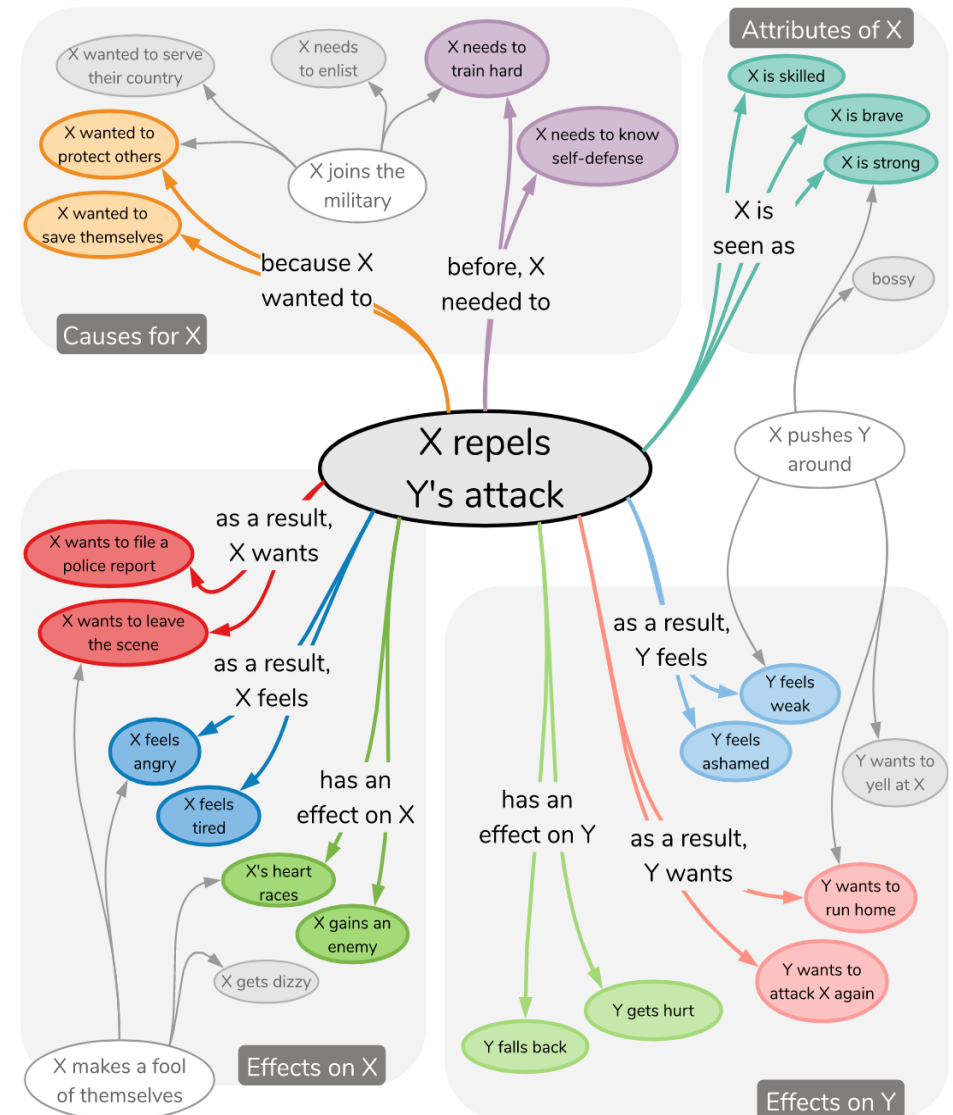 Attributes of X
X wanted to serve
their country
X needs
to enlist
X needs to
train hard
X is skilled
X is brave
X wanted to
protect others
X needs to know
self-defense
X is strong
X joins the
military
X wanted to
save themselves
X is
seen as
because X
wanted to
before, X
needed to
bossy
Causes for X
X repels
Y's attack
X pushes Y
around
as a result,
X wants
X wants to file a
police report
X wants to leave
the scene
as a result,
X feels
as a result,
Y feels
Y feels
weak
X feels
angry
Y feels
ashamed
Y wants to
yell at X
X feels
tired
has an
effect on X
has an
effect on Y
as a result,
Y wants
X's heart
races
Y wants to
run home
X gains an
enemy
X gets dizzy
Y wants to
attack X again
Y gets hurt
Y falls back
X makes a fool
of themselves
Effects on X
Effects on Y